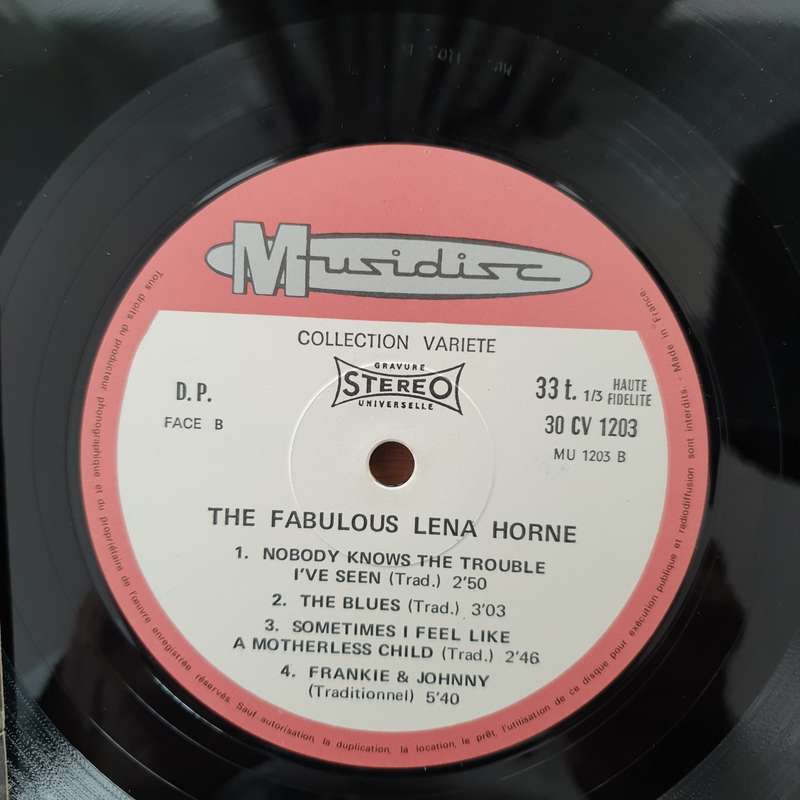 Musidisc
COLLECTION VARIETE
GRAVURE
STEREO
UNIVERSELLE
D.P.
FACE B
33 t. 1/3 HAUTE FIDELITE
30 CV 1203
MU 1203 B
THE FABULOUS LENA HORNE
1. NOBODY KNOWS THE TROUBLE
I'VE SEEN (Trad.) 2'50
2. THE BLUES (Trad.) 3'03
3. SOMETIMES I FEEL LIKE
A MOTHERLESS CHILD (Trad.) 2'46
4. FRANKIE & JOHNNY
(Traditionnel) 5'40
Tous droits du producteur phonographique et du propriétaire de l'œuvre enregistrée réservés. Sauf autorisation, la duplication, la location, le prêt, l'utilisation de ce disque pour exécution publique et radiodiffusion sont interdits. - Made in France.